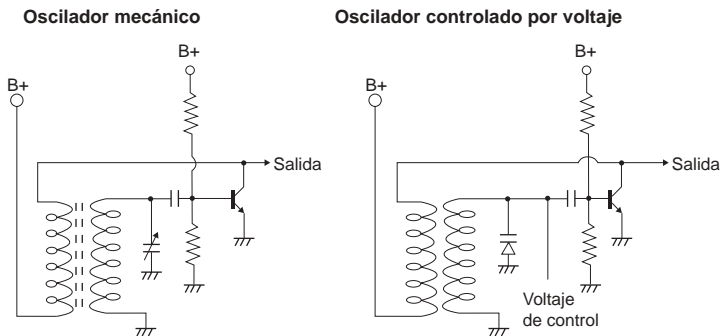 Oscilador mecánico
B+
B+
Salida
Oscilador controlado por voltaje
B+
B+
Salida
Voltaje
de control